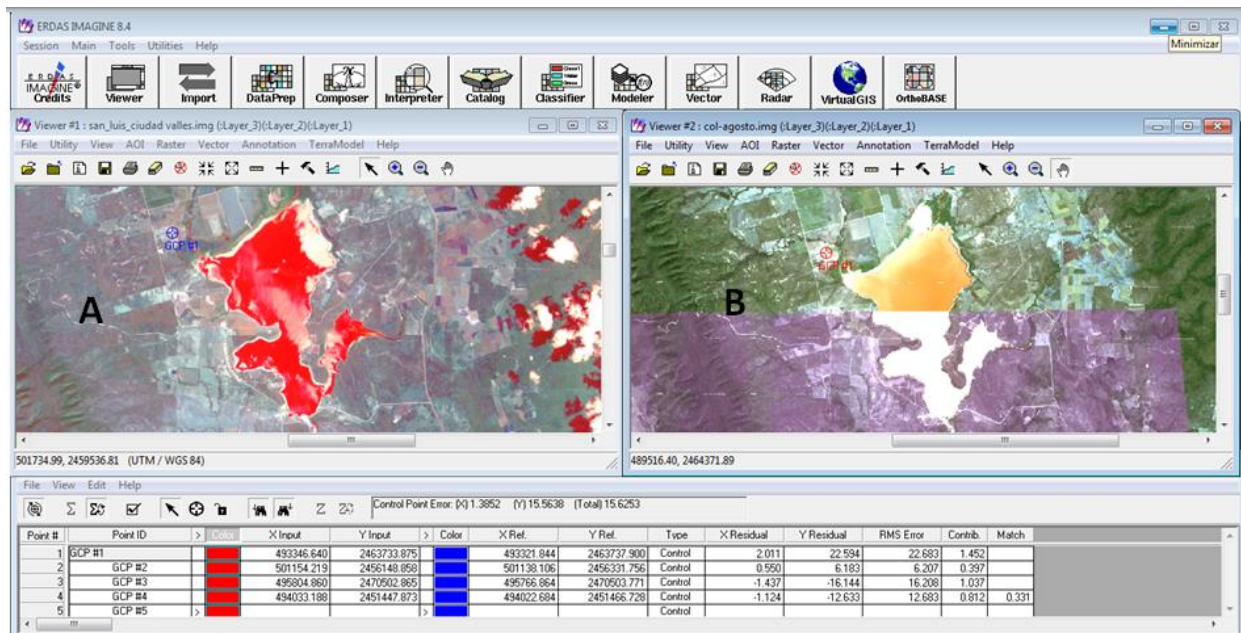 ERDAS IMAGINE 8.4
Session Main Tools Utilities Help
Minimizar
ERDAS
IMAGINE®
Credits Viewer Import DataPrep Composer Interpreter Catalog Classifier Modeler Vector Radar VirtualGIS OrthoBASE
Viewer #1 : san_luis_ciudad valles.img (:Layer_3)(:Layer_2)(:Layer_1)
File Utility View AOI Raster Vector Annotation TerraModel Help
GCP #1
A
501734.99, 2459536.81 (UTM / WGS 84)
Viewer #2 : col-agosto.img (:Layer_3)(:Layer_2)(:Layer_1)
File Utility View AOI Raster Vector Annotation TerraModel Help
GCP #1
B
489516.40, 2464371.89
File View Edit Help
Control Point Error: (X) 1.3852 (Y) 15.5638 (Total) 15.6253
Point # Point ID > Color X Input Y Input > Color X Ref. Y Ref. Type X Residual Y Residual RMS Error Contrib. Match
1 GCP #1 493346.640 2463733.875 493321.844 2463737.900 Control 2.011 22.594 22.683 1.452
2 GCP #2 501154.219 2456148.858 501138.106 2456331.756 Control 0.550 6.183 6.207 0.397
3 GCP #3 495804.860 2470502.865 495766.864 2470503.771 Control -1.437 -16.144 16.208 1.037
4 GCP #4 494033.188 2451447.873 494022.684 2451466.728 Control -1.124 -12.633 12.683 0.812 0.331
5 GCP #5 > > Control